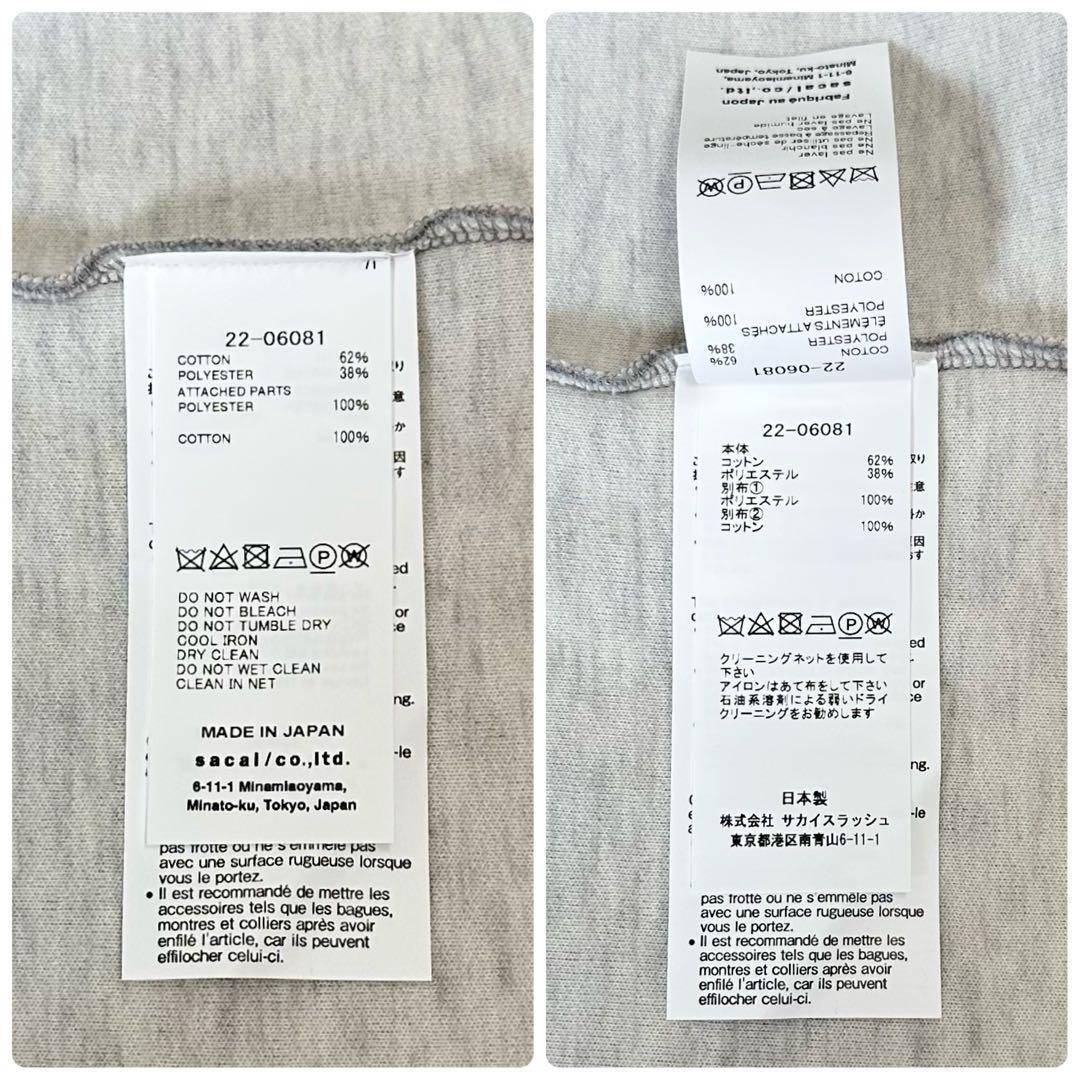 22-06081
COTTON 62%
POLYESTER 38%
ATTACHED PARTS
POLYESTER 100%
COTTON 100%
DO NOT WASH
DO NOT BLEACH
DO NOT TUMBLE DRY
COOL IRON
DRY CLEAN
DO NOT WET CLEAN
CLEAN IN NET
MADE IN JAPAN
sacai/co.,ltd.
6-11-1 Minamiaoyama,
Minato-ku, Tokyo, Japan
pas frotté ou ne s'emmêle pas
avec une surface rugueuse lorsque
vous le portez.
• Il est recommandé de mettre les
accessoires tels que les bagues,
montres et colliers après avoir
enfilé l'article, car ils peuvent
effilocher celui-ci.
22-06081
COTON 62%
POLYESTER 38%
ÉLÉMENTS ATTACHÉS
POLYESTER 100%
COTON 100%
Ne pas laver
Ne pas blanchir
Ne pas utiliser de sèche-linge
Repassage à basse température
Lavage à sec
Ne pas laver humide
Lavage en filet
Fabriqué au Japon
sacai/co.,ltd.
6-11-1 Minamiaoyama,
Minato-ku, Tokyo, Japan
22-06081
本体
コットン 62%
ポリエステル 38%
別布①
ポリエステル 100%
別布②
コットン 100%
クリーニングネットを使用して
下さい
アイロンはあて布をして下さい
石油系溶剤による弱いドライ
クリーニングをお勧めします
日本製
株式会社 サカイスラッシュ
東京都港区南青山6-11-1
pas frotté ou ne s'emmêle pas
avec une surface rugueuse lorsque
vous le portez.
• Il est recommandé de mettre les
accessoires tels que les bagues,
montres et colliers après avoir
enfilé l'article, car ils peuvent
effilocher celui-ci.